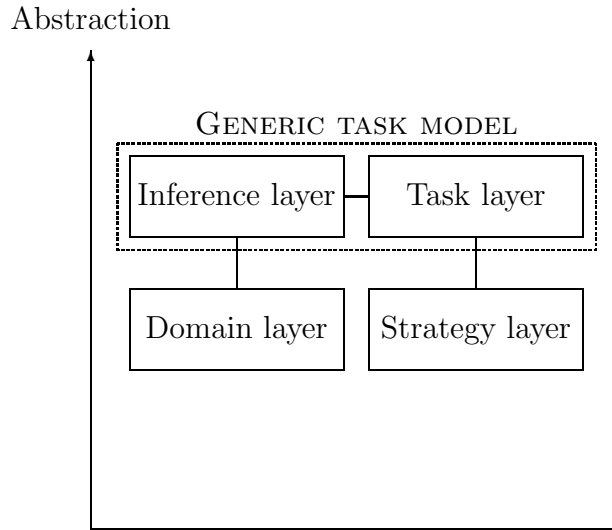 Abstraction
GENERIC TASK MODEL
Inference layer
Task layer
Domain layer
Strategy layer